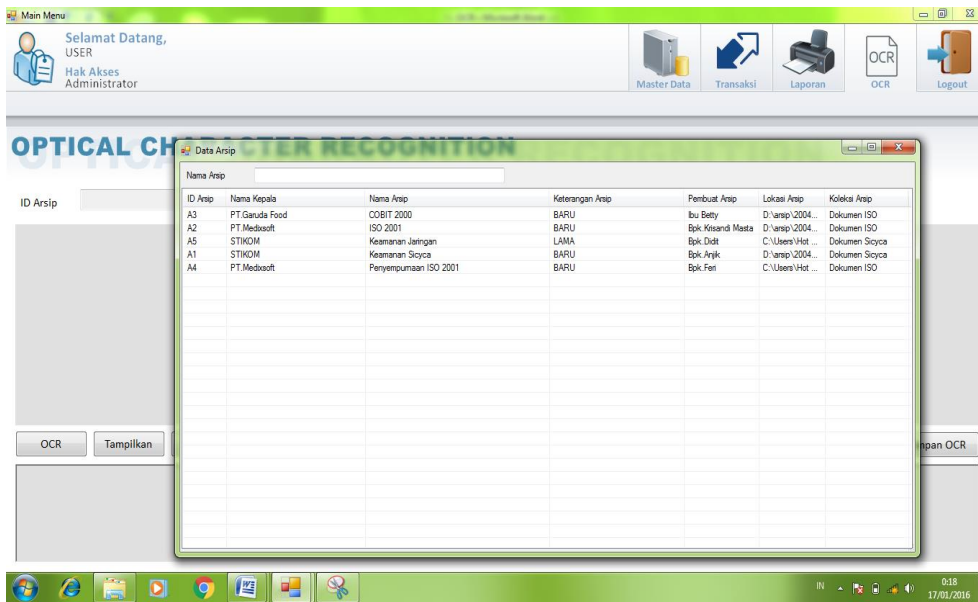 Main Menu
Selamat Datang,
USER
Hak Akses
Administrator
Master Data
Transaksi
Laporan
OCR
OCR
Logout
OPTICAL CHARACTER RECOGNITION
Data Arsip
Nama Arsip
ID Arsip
ID Arsip Nama Kepala Nama Arsip Keterangan Arsip Pembuat Arsip Lokasi Arsip Koleksi Arsip
A3 PT.Garuda Food COBIT 2000 BARU Ibu Betty D:\arsip\2004... Dokumen ISO
A2 PT.Medixsoft ISO 2001 BARU Bpk.Krisandi Masta D:\arsip\2004... Dokumen ISO
A5 STIKOM Keamanan Jaringan LAMA Bpk.Didit C:\Users\Hot ... Dokumen Sicyca
A1 STIKOM Keamanan Sicyca BARU Bpk.Anjik D:\arsip\2004... Dokumen Sicyca
A4 PT.Medixsoft Penyempurnaan ISO 2001 BARU Bpk.Feri C:\Users\Hot ... Dokumen ISO
OCR
Tampilkan
npan OCR
IN
0:18
17/01/2016